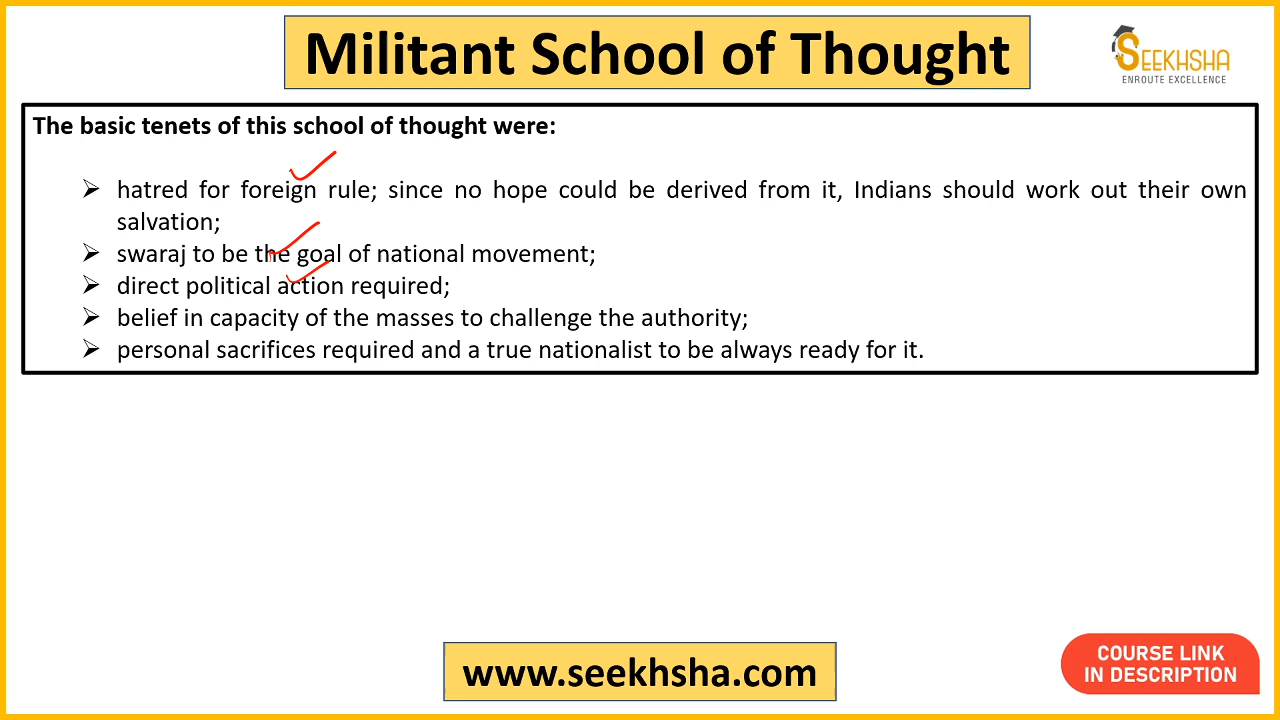 Militant School of Thought
SEEKHSHA
ENROUTE EXCELLENCE
The basic tenets of this school of thought were:
➢ hatred for foreign rule; since no hope could be derived from it, Indians should work out their own
salvation;
➢ swaraj to be the goal of national movement;
➢ direct political action required;
➢ belief in capacity of the masses to challenge the authority;
➢ personal sacrifices required and a true nationalist to be always ready for it.
www.seekhsha.com
COURSE LINK
IN DESCRIPTION